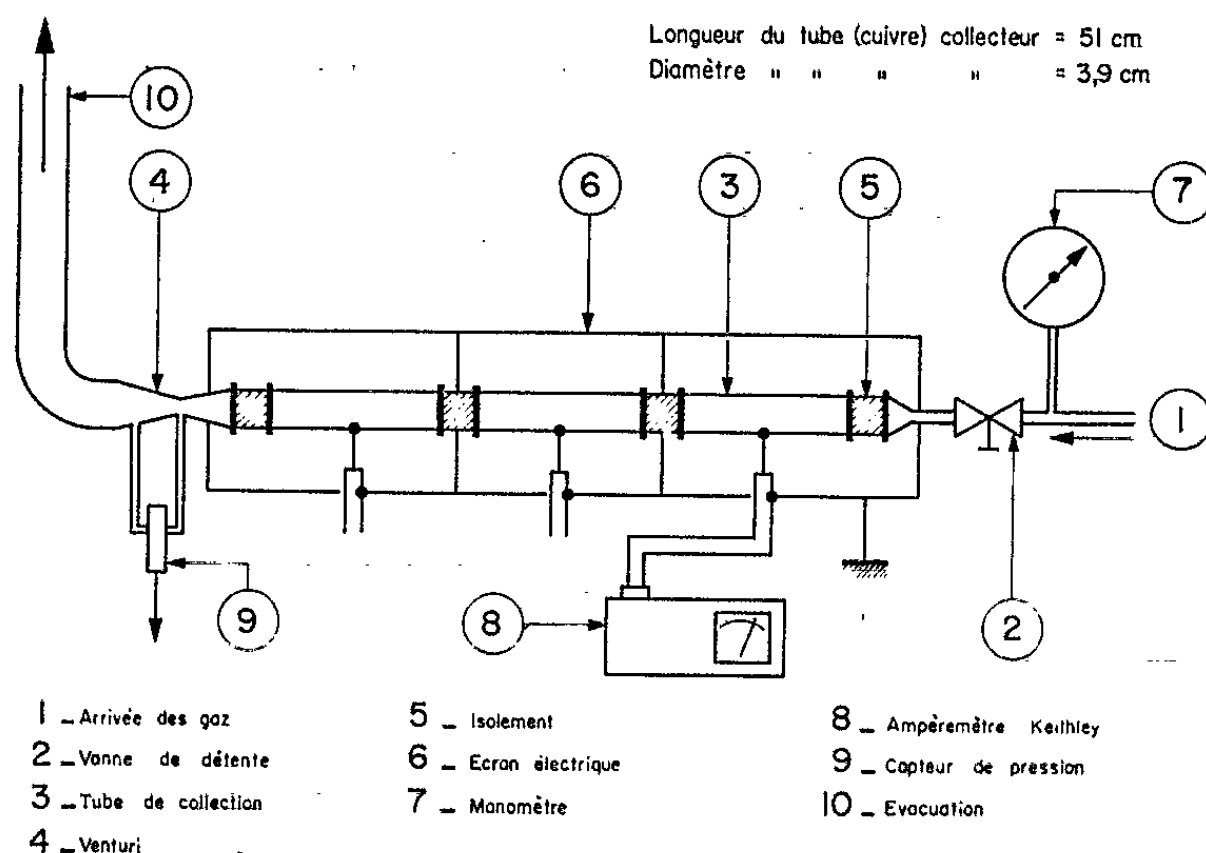 Longueur du tube (cuivre) collecteur = 51 cm
Diamètre " " " " = 3,9 cm
10
4
6
3
5
7
1
9
8
2
1 _ Arrivée des gaz
2 _ Vanne de détente
3 _ Tube de collection
4 _ Venturi
5 _ Isolement
6 _ Ecran électrique
7 _ Manomètre
8 _ Ampèremètre Keithley
9 _ Capteur de pression
10 _ Evacuation